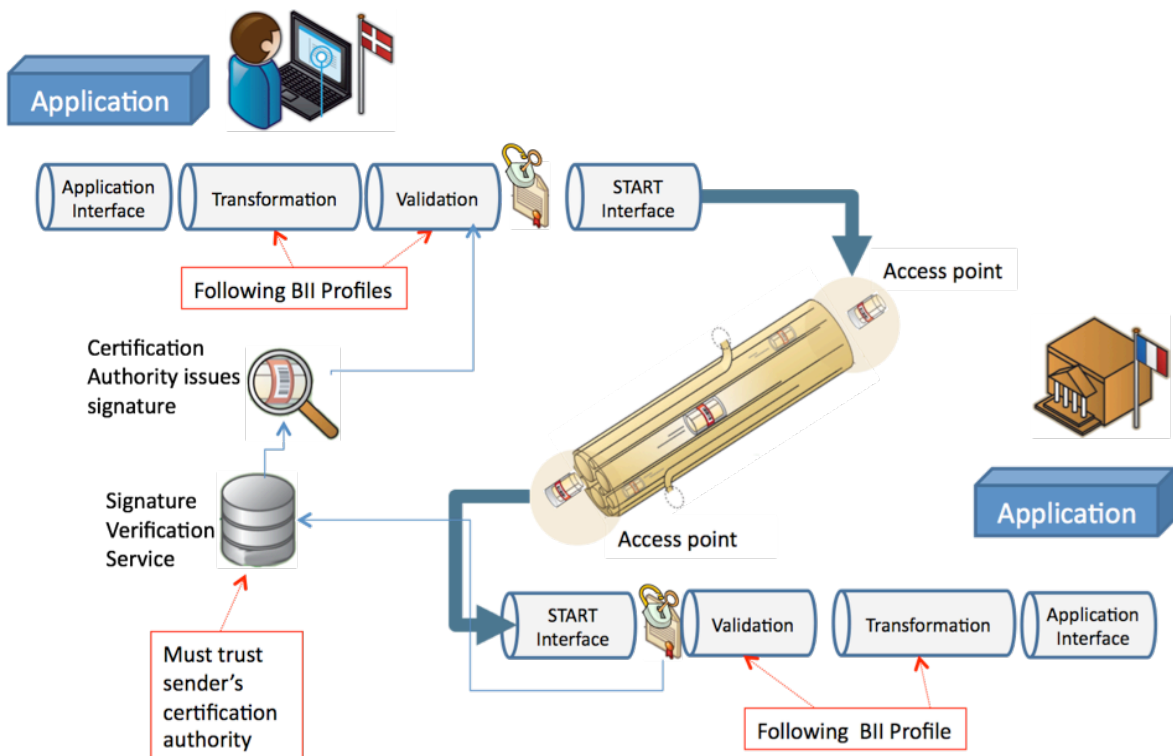 Application
Application
Interface
Transformation
Validation
START
Interface
Following BII Profiles
Access point
Certification
Authority issues
signature
Signature
Verification
Service
Access point
Application
START
Interface
Validation
Transformation
Application
Interface
Must trust
sender's
certification
authority
Following  BII Profile